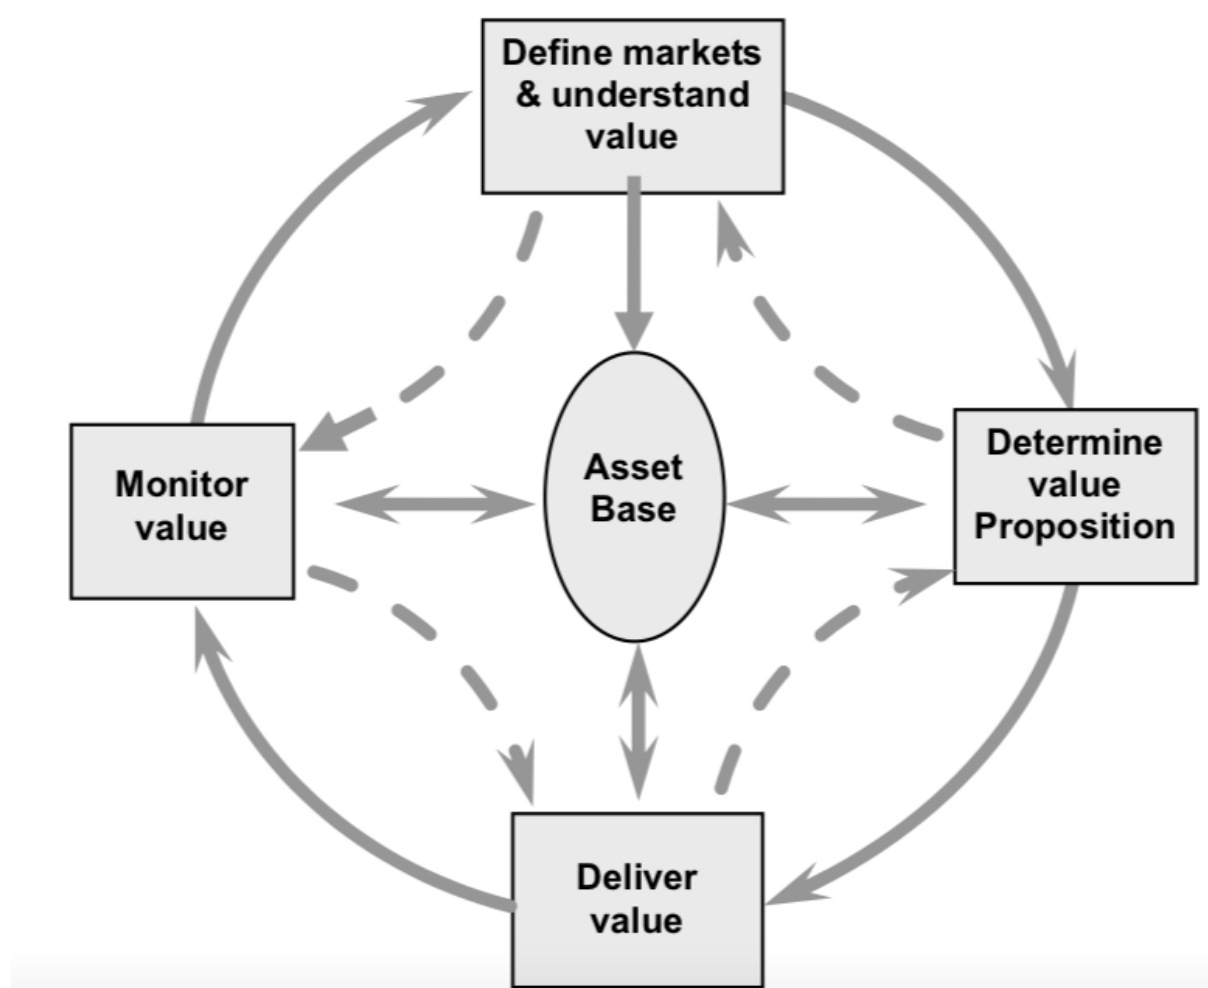 Define markets
& understand
value
Asset
Base
Determine
value
Proposition
Monitor
value
Deliver
value